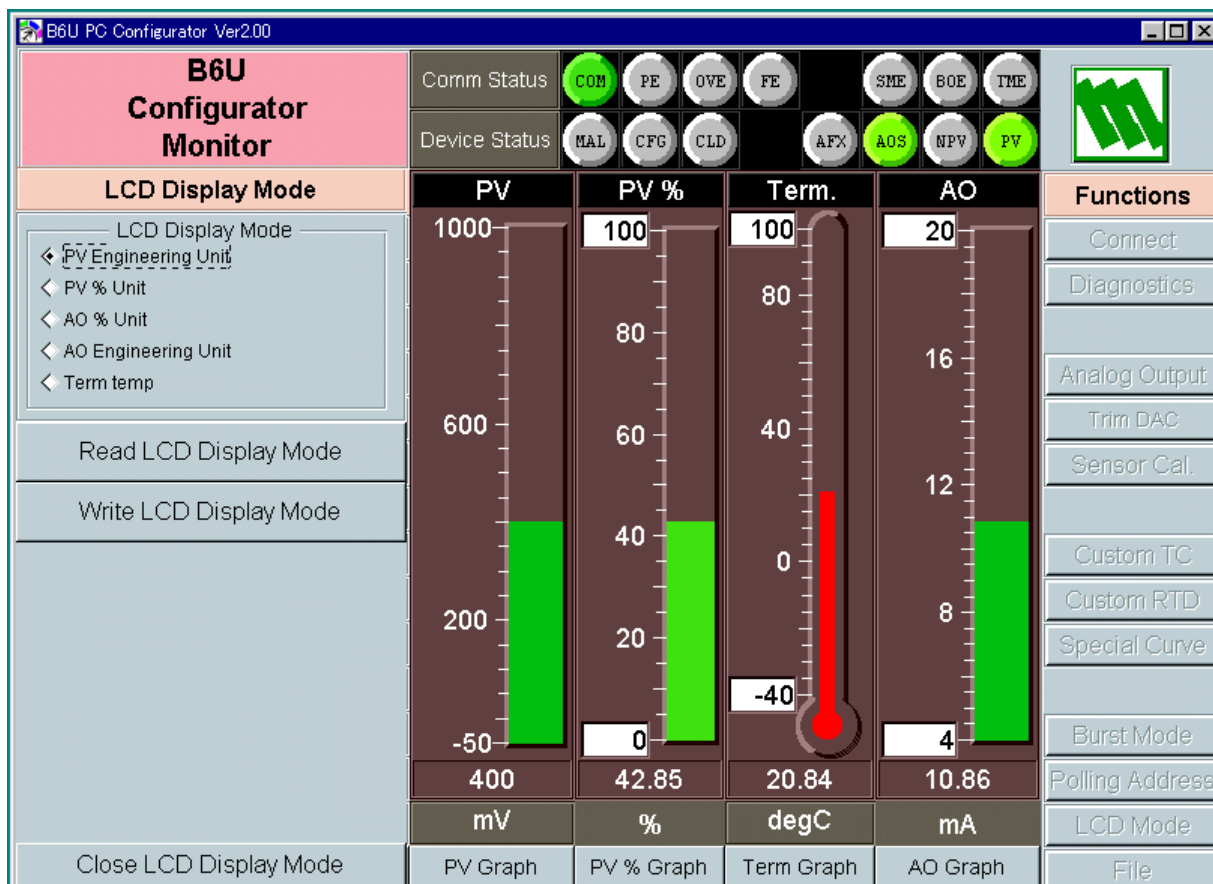 B6U PC Configurator Ver2.00
B6U
Configurator
Monitor
Comm Status COM PE OVE FE SME BOE TME
Device Status MAL CFG CLD AFX AOS NPV PV
LCD Display Mode
LCD Display Mode
PV Engineering Unit
PV % Unit
AO % Unit
AO Engineering Unit
Term temp
Read LCD Display Mode
Write LCD Display Mode
Close LCD Display Mode
PV
1000
600
200
-50
400
mV
PV Graph
PV %
100
80
60
40
20
0
42.85
%
PV % Graph
Term.
100
80
40
0
-40
20.84
degC
Term Graph
AO
20
16
12
8
4
10.86
mA
AO Graph
Functions
Connect
Diagnostics
Analog Output
Trim DAC
Sensor Cal.
Custom TC
Custom RTD
Special Curve
Burst Mode
Polling Address
LCD Mode
File